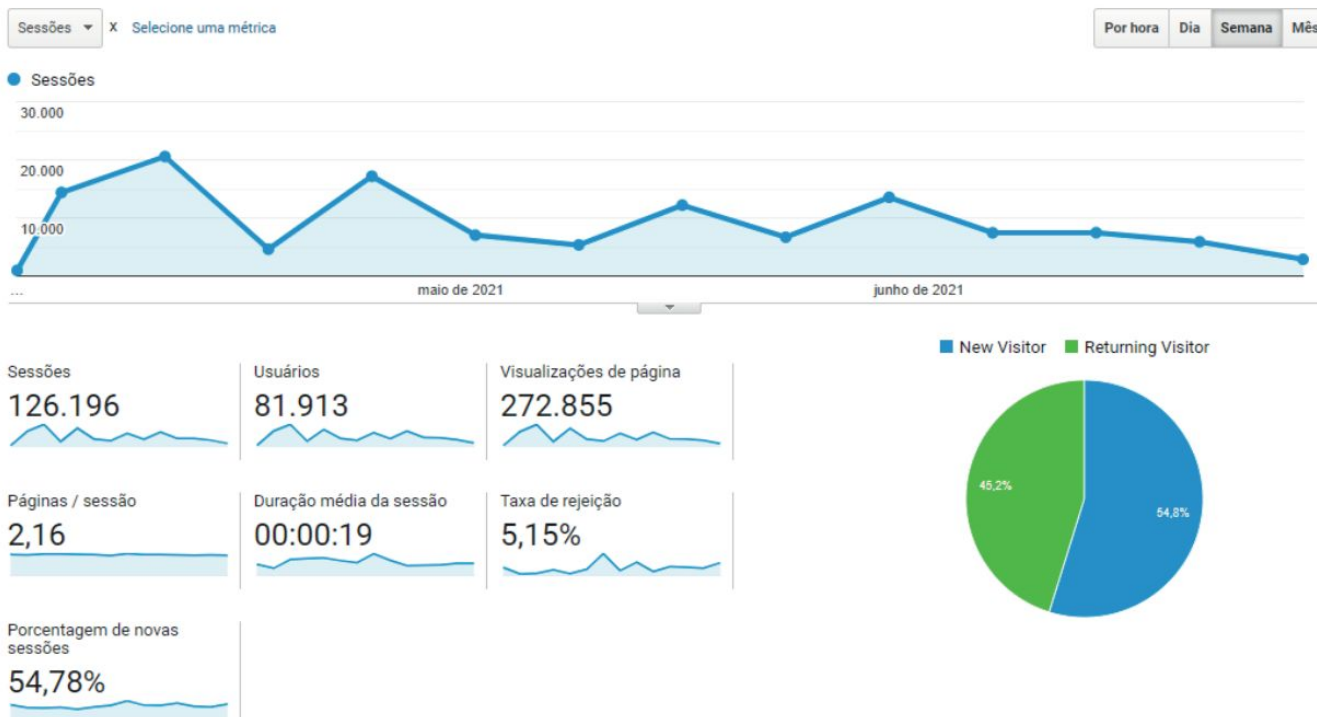 Sessões x Selecione uma métrica
Por hora Dia Semana Mês
Sessões
30.000
20.000
10.000
... maio de 2021 junho de 2021
New Visitor Returning Visitor
Sessões
126.196
Usuários
81.913
Visualizações de página
272.855
Páginas / sessão
2,16
Duração média da sessão
00:00:19
Taxa de rejeição
5,15%
45,2%
54,8%
Porcentagem de novas
sessões
54,78%